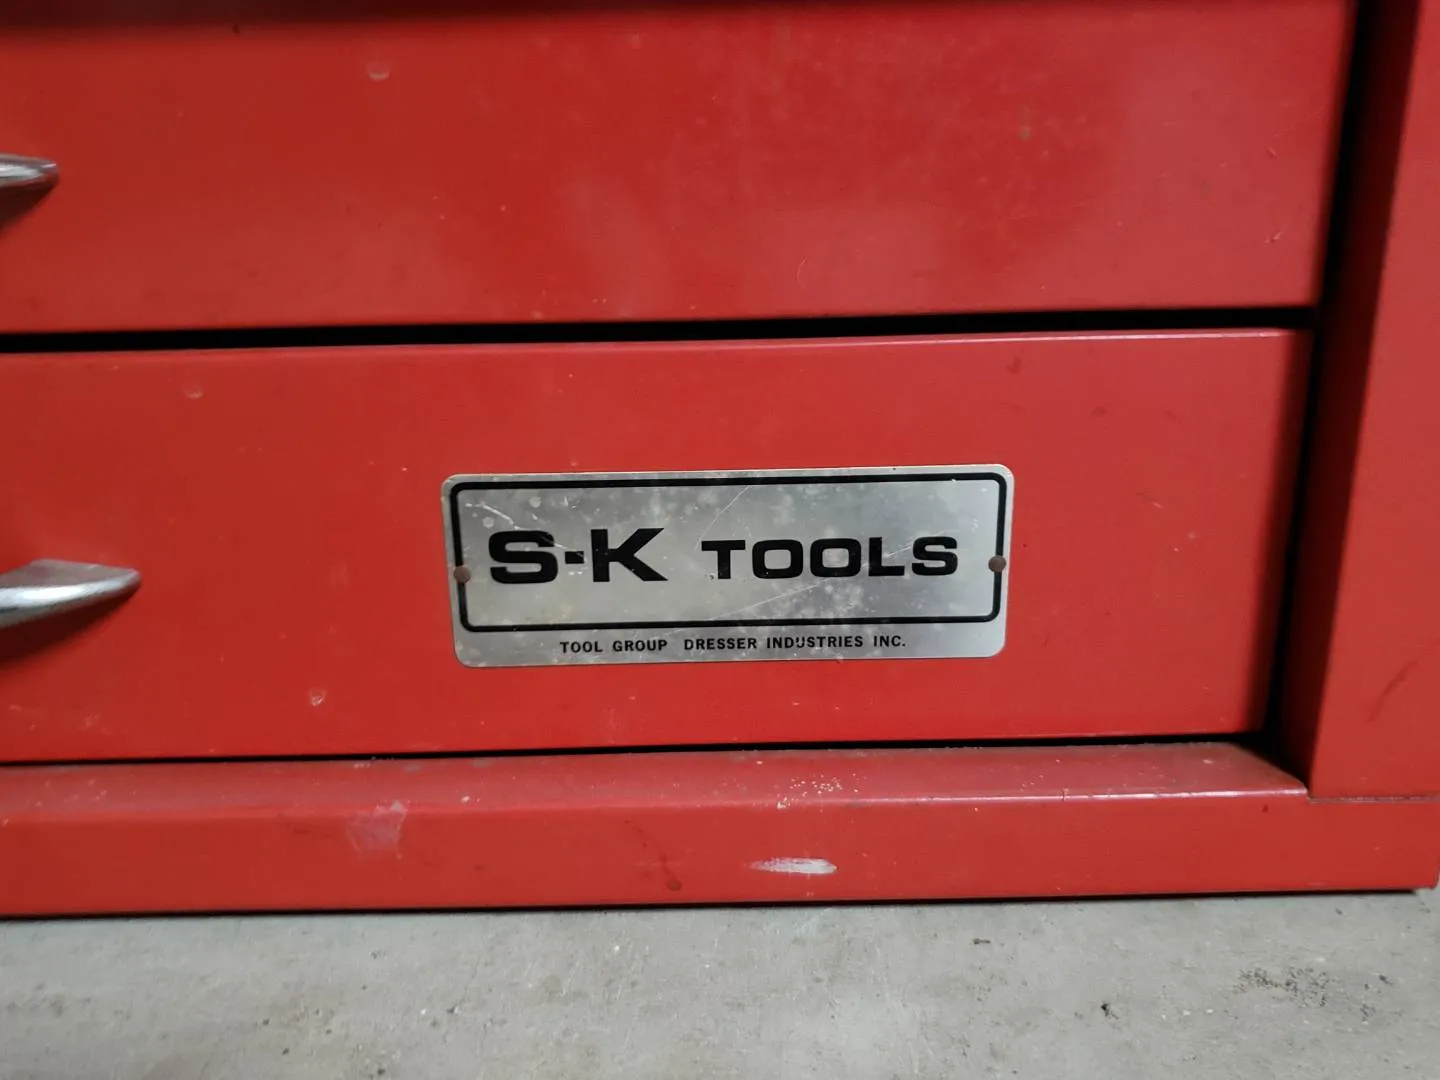 S-K TOOLS
TOOL GROUP DRESSER INDUSTRIES INC.